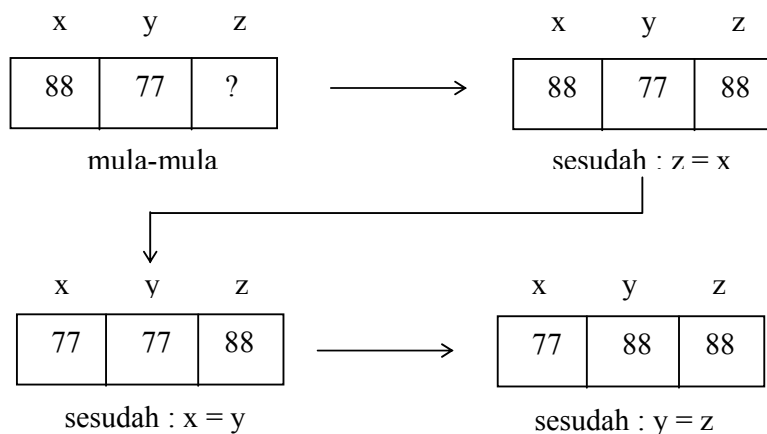 x y z
88 77 ?
mula-mula
x y z
88 77 88
sesudah : z = x
x y z
77 77 88
sesudah : x = y
x y z
77 88 88
sesudah : y = z